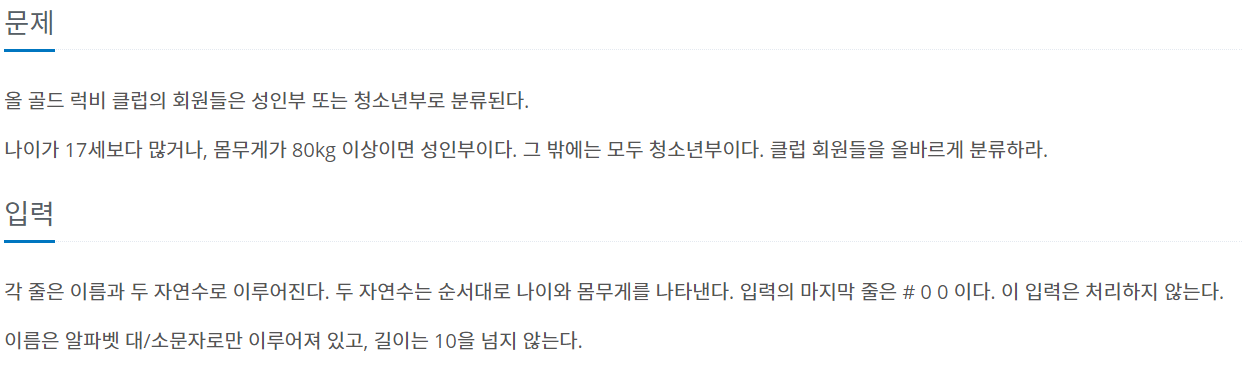 문제
올 골드 럭비 클럽의 회원들은 성인부 또는 청소년부로 분류된다.
나이가 17세보다 많거나, 몸무게가 80kg 이상이면 성인부이다. 그 밖에는 모두 청소년부이다. 클럽 회원들을 올바르게 분류하라.
입력
각 줄은 이름과 두 자연수로 이루어진다. 두 자연수는 순서대로 나이와 몸무게를 나타낸다. 입력의 마지막 줄은 # 0 0 이다. 이 입력은 처리하지 않는다.
이름은 알파벳 대/소문자로만 이루어져 있고, 길이는 10을 넘지 않는다.